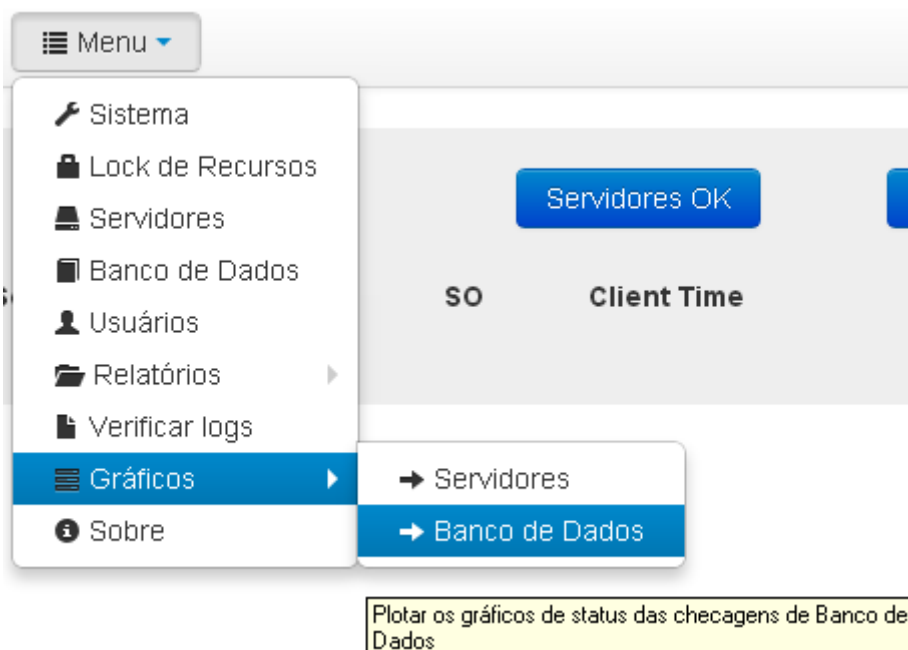 Menu
Sistema
Lock de Recursos
Servidores OK
Servidores
Banco de Dados
SO Client Time
Usuários
Relatórios
Verificar logs
Gráficos
Servidores
Sobre
Banco de Dados
Plotar os gráficos de status das checagens de Banco de
Dados